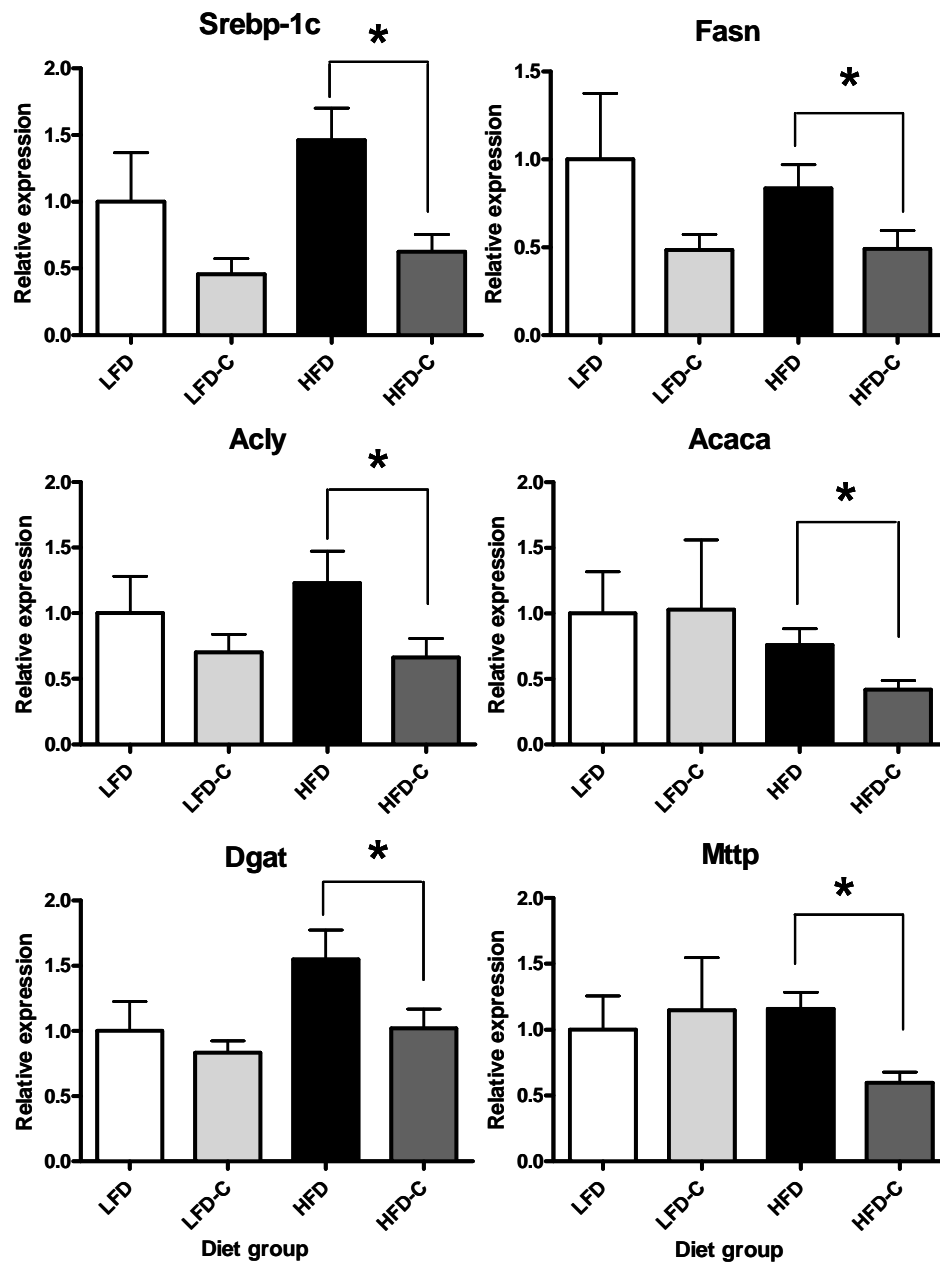 Srebp-1c
*
Relative expression
2.0
1.5
1.0
0.5
0.0
LFD
LFD-C
HFD
HFD-C
Fasn
*
Relative expression
1.5
1.0
0.5
0.0
LFD
LFD-C
HFD
HFD-C
Acly
*
Relative expression
2.0
1.5
1.0
0.5
0.0
LFD
LFD-C
HFD
HFD-C
Acaca
*
Relative expression
2.0
1.5
1.0
0.5
0.0
LFD
LFD-C
HFD
HFD-C
Dgat
*
Relative expression
2.0
1.5
1.0
0.5
0.0
LFD
LFD-C
HFD
HFD-C
Diet group
Mttp
*
Relative expression
2.0
1.5
1.0
0.5
0.0
LFD
LFD-C
HFD
HFD-C
Diet group